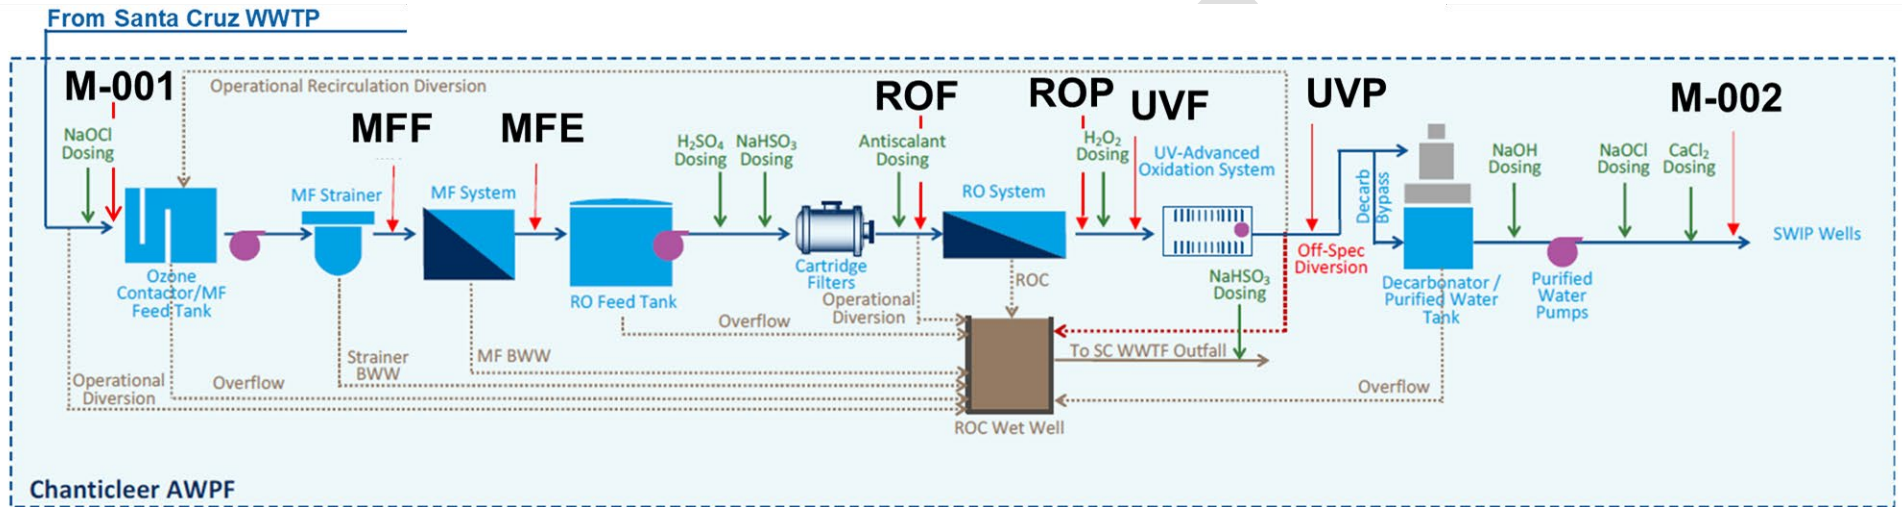 From Santa Cruz WWTP
M-001
NaOCl
Dosing
Operational Recirculation Diversion
MFF
MFE
ROF
ROP
UVF
UVP
M-002
MF Strainer
MF System
H₂SO₄
Dosing
NaHSO₃
Dosing
Antiscalant
Dosing
RO System
H₂O₂
Dosing
UV-Advanced
Oxidation System
Decarb
Bypass
NaOH
Dosing
NaOCl
Dosing
CaCl₂
Dosing
SWIP Wells
Ozone
Contactor/MF
Feed Tank
RO Feed Tank
Cartridge
Filters
Operational
Diversion
ROC
NaHSO₃
Dosing
Off-Spec
Diversion
Decarbonator /
Purified Water
Tank
Purified
Water
Pumps
Overflow
MF BWW
Strainer
BWW
Overflow
Operational
Diversion
To SC WWTF Outfall
Overflow
ROC Wet Well
Chanticleer AWPF